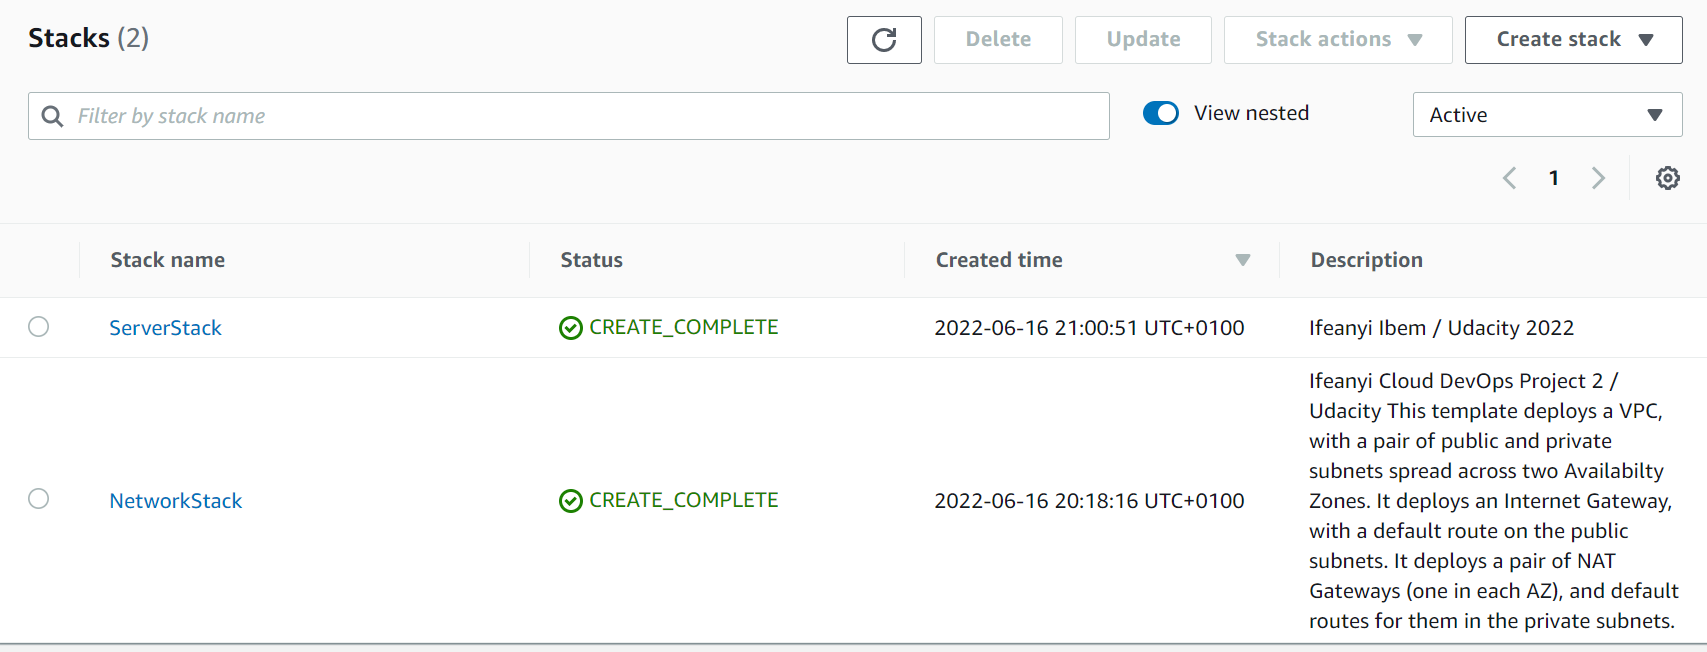 Stacks (2)
Delete
Update
Stack actions
Create stack
Filter by stack name
View nested
Active
1
Stack name
Status
Created time
Description
ServerStack
CREATE_COMPLETE
2022-06-16 21:00:51 UTC+0100
Ifeanyi Ibem / Udacity 2022
NetworkStack
CREATE_COMPLETE
2022-06-16 20:18:16 UTC+0100
Ifeanyi Cloud DevOps Project 2 /
Udacity This template deploys a VPC,
with a pair of public and private
subnets spread across two Availabilty
Zones. It deploys an Internet Gateway,
with a default route on the public
subnets. It deploys a pair of NAT
Gateways (one in each AZ), and default
routes for them in the private subnets.